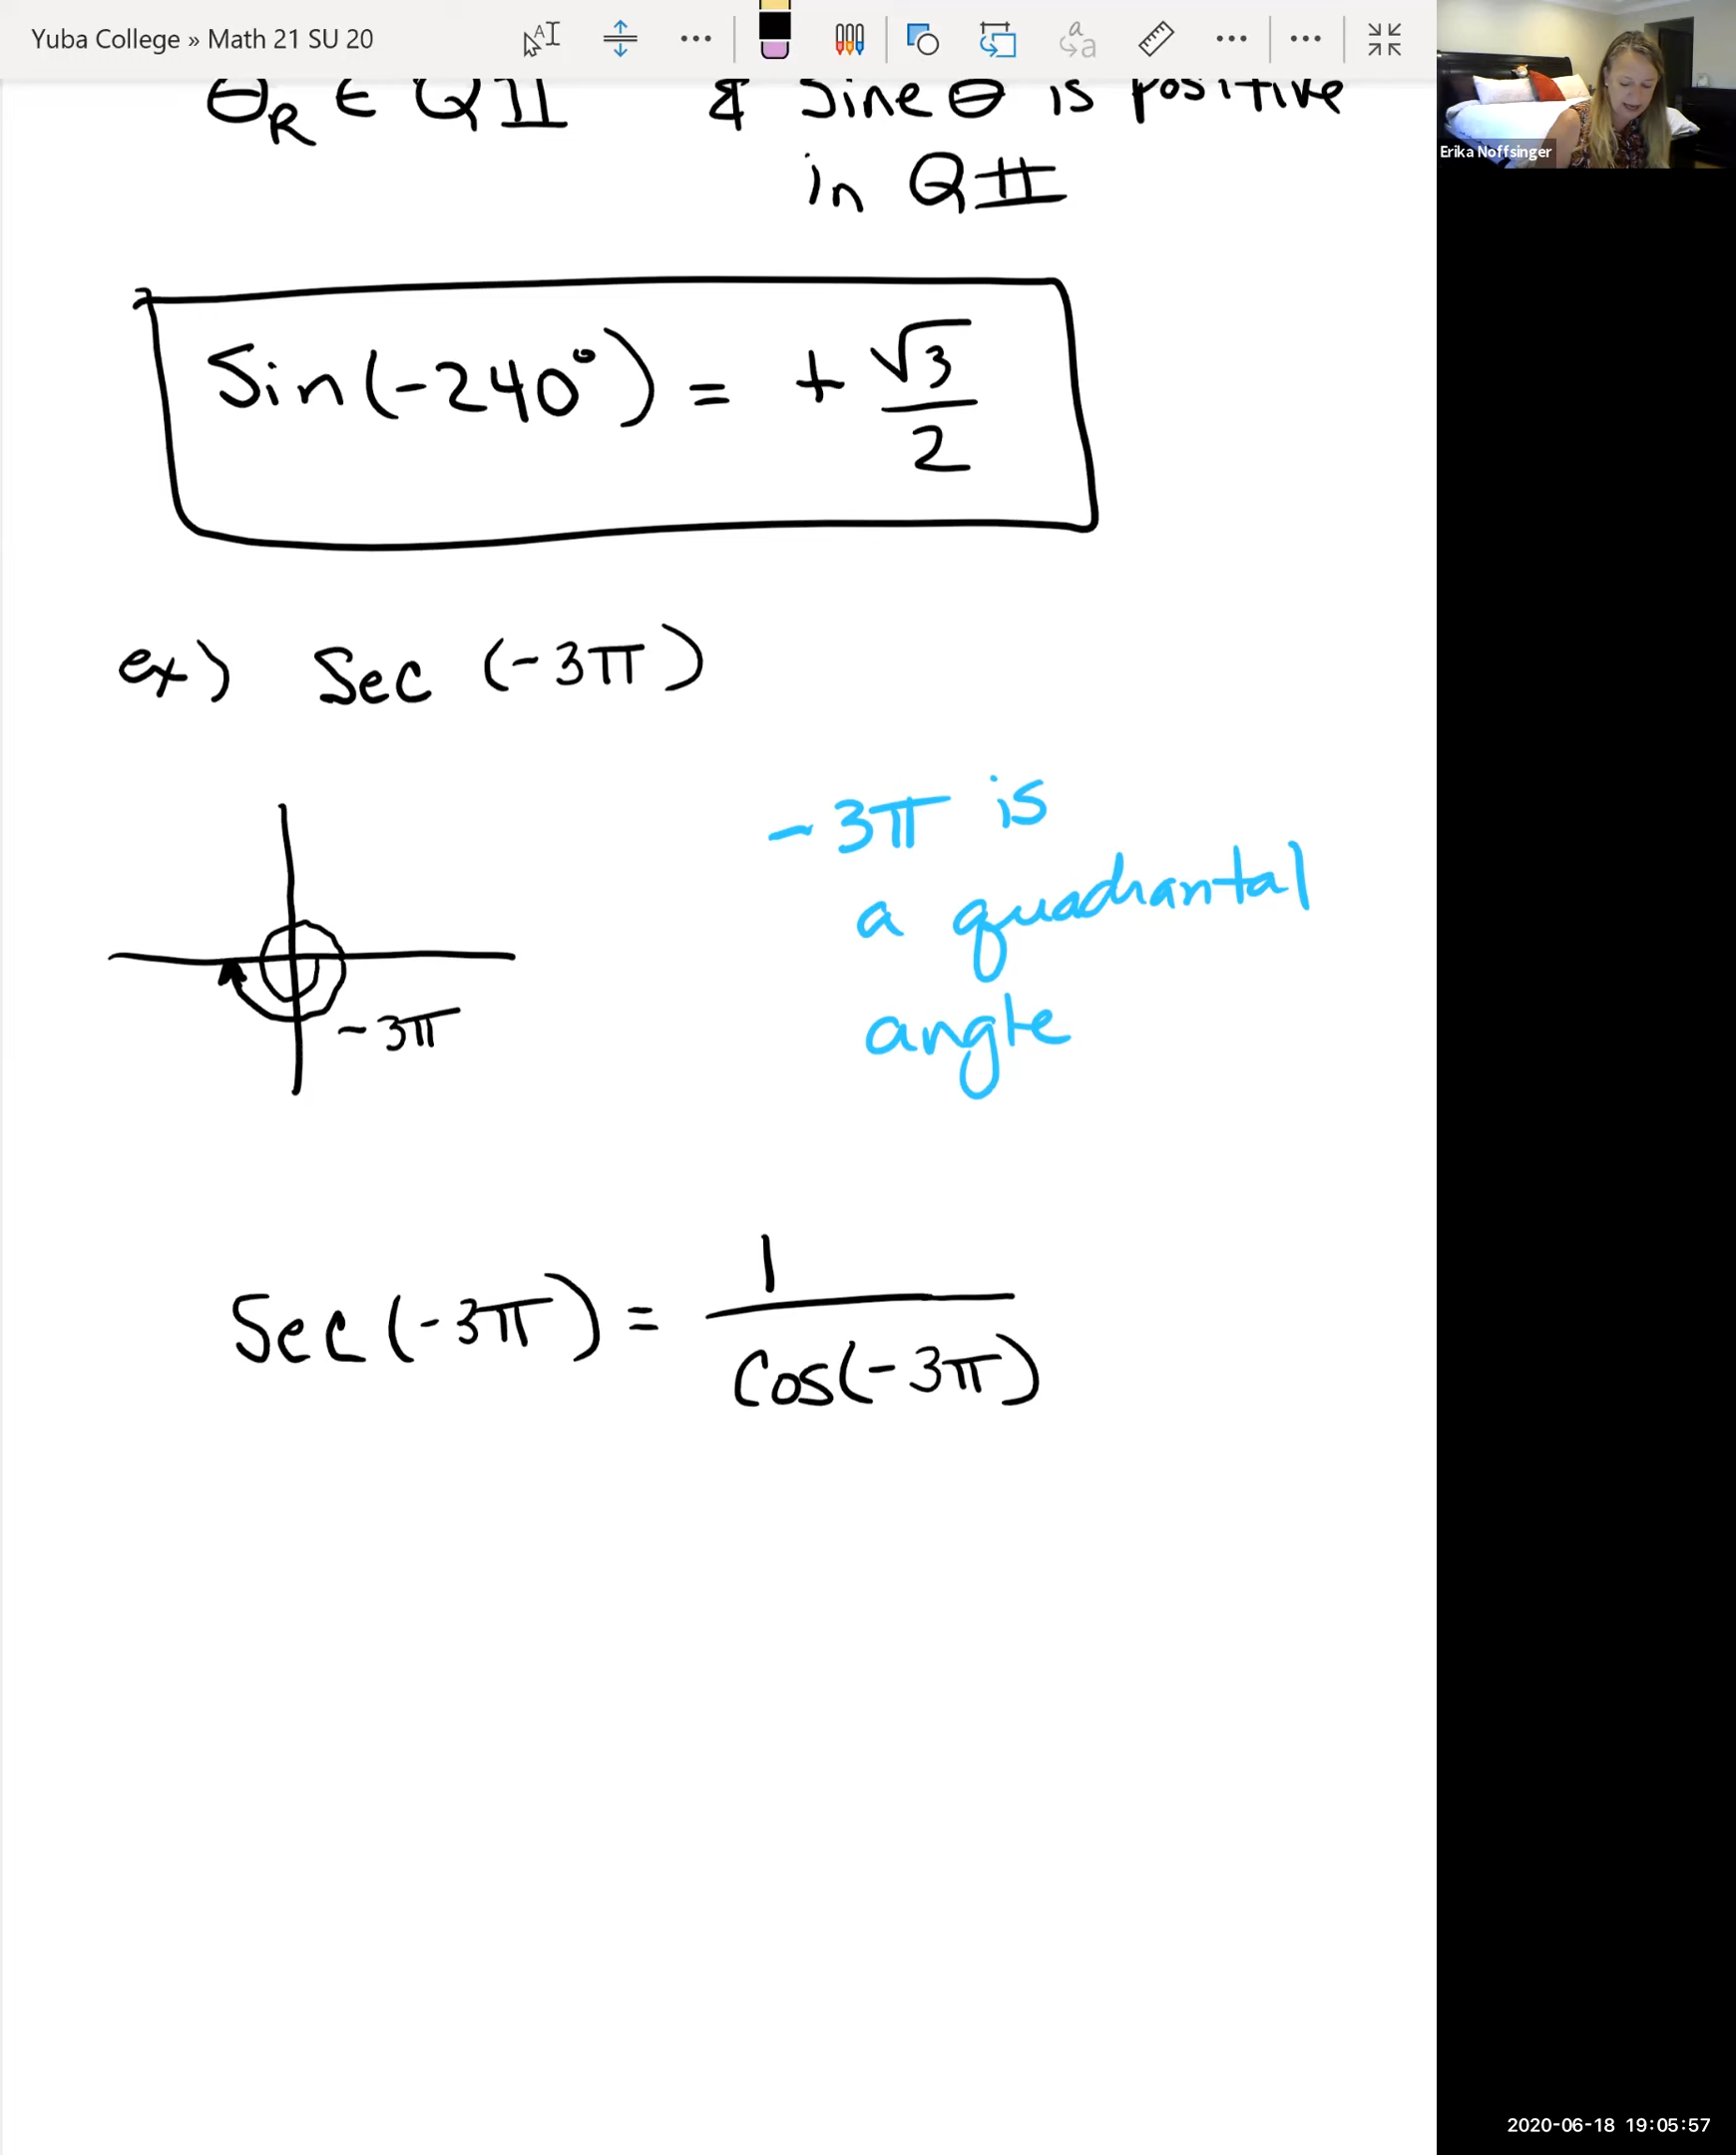 Yuba College » Math 21 SU 20
θR ∈ QII & Sine θ is positive
in QII
Sin(-240°) = + √3/2
ex) Sec (-3π)
-3π is
a quadrantal
angle
-3π
Sec(-3π) = 1/Cos(-3π)
Erika Noffsinger
2020-06-18 19:05:57